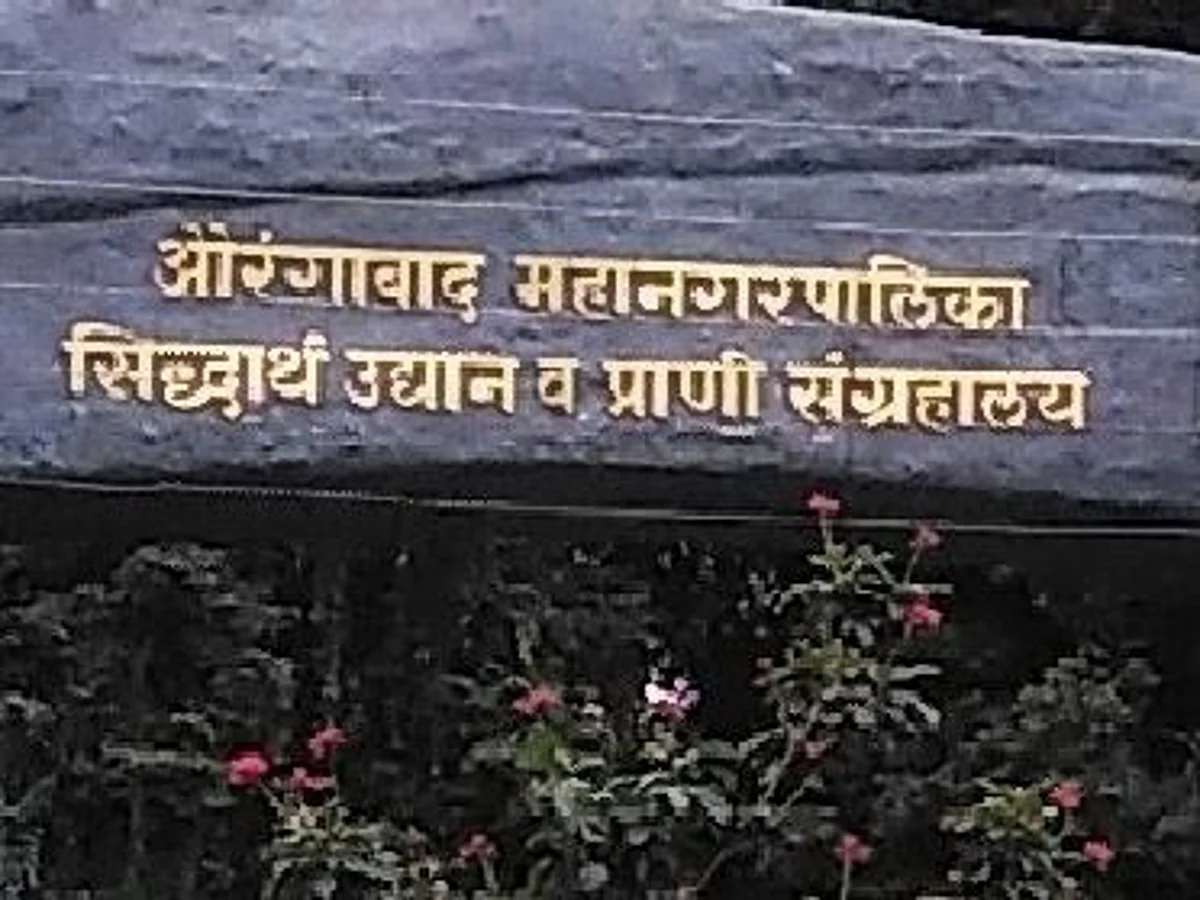 औरंगाबाद महानगरपालिका
सिद्धार्थ उद्यान व प्राणी संग्रहालय